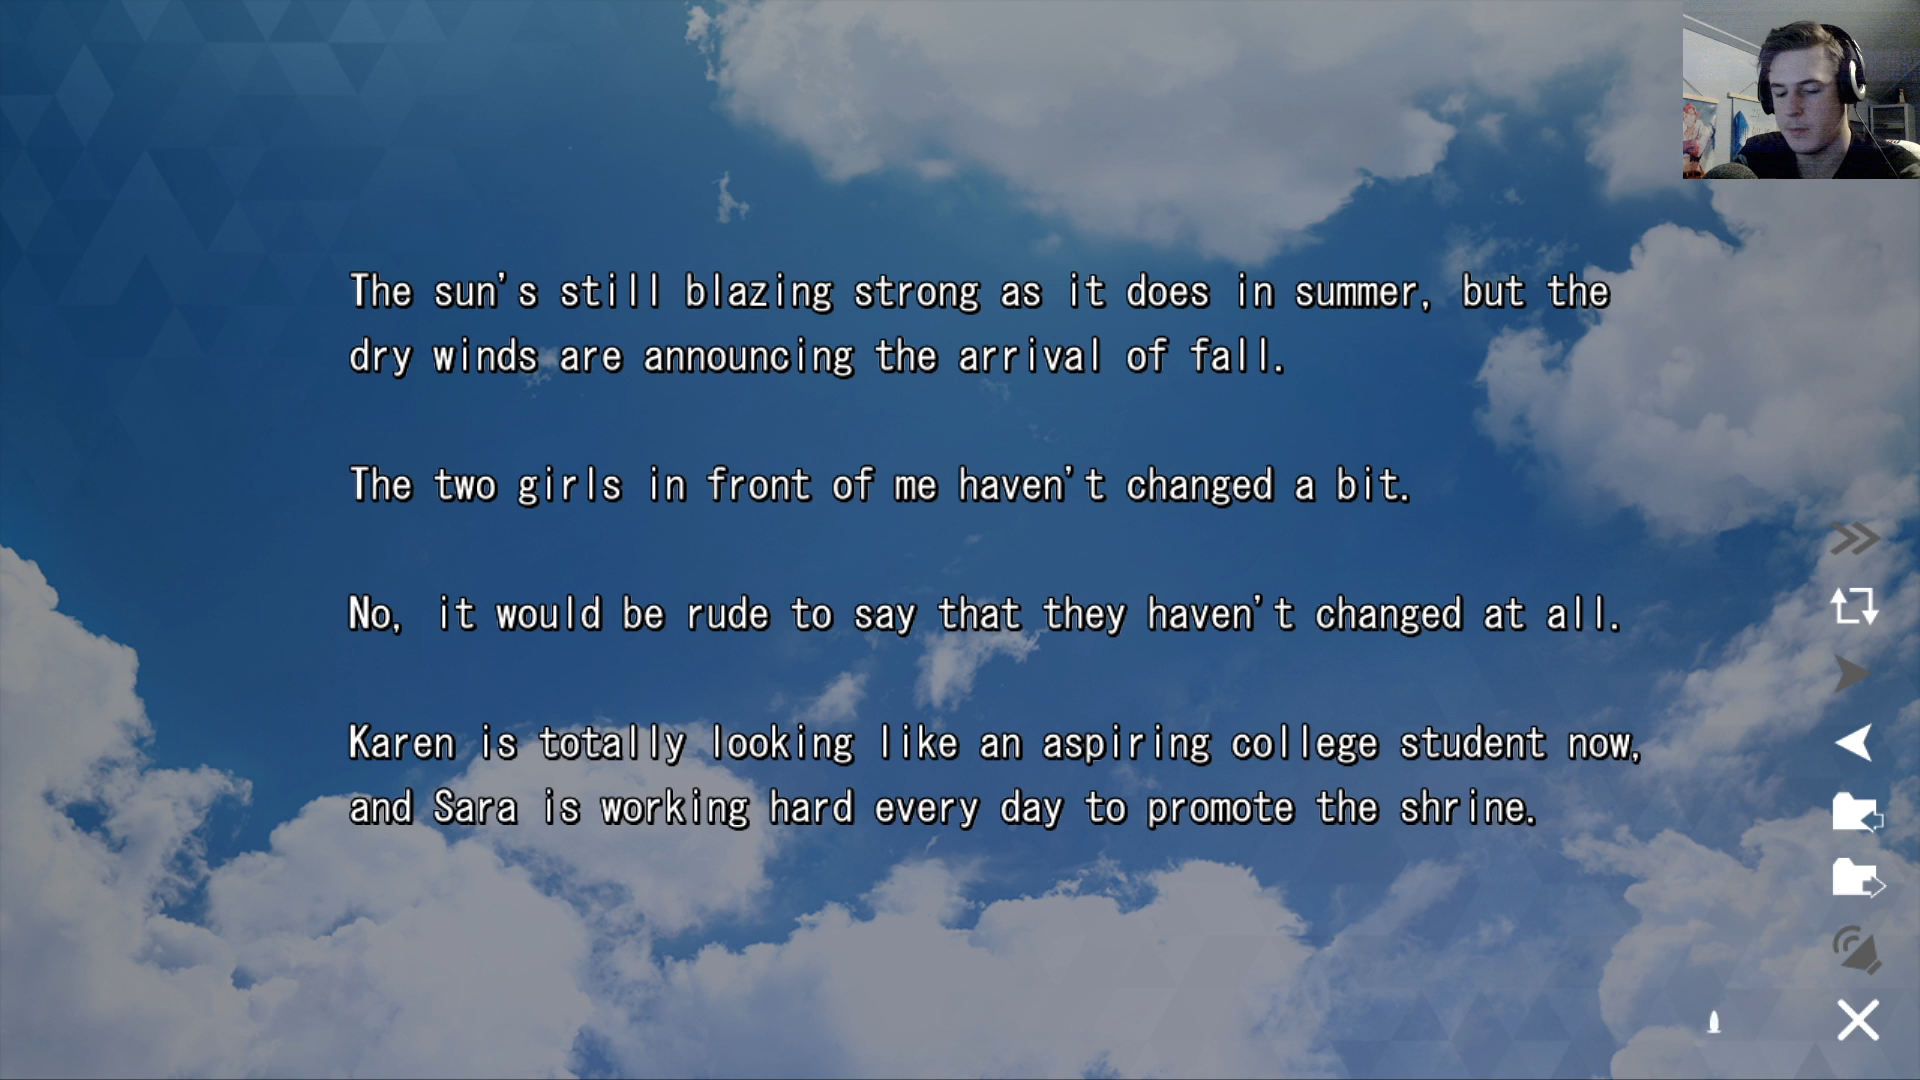 The sun's still blazing strong as it does in summer, but the
dry winds are announcing the arrival of fall.
The two girls in front of me haven't changed a bit.
No, it would be rude to say that they haven't changed at all.
Karen is totally looking like an aspiring college student now,
and Sara is working hard every day to promote the shrine.